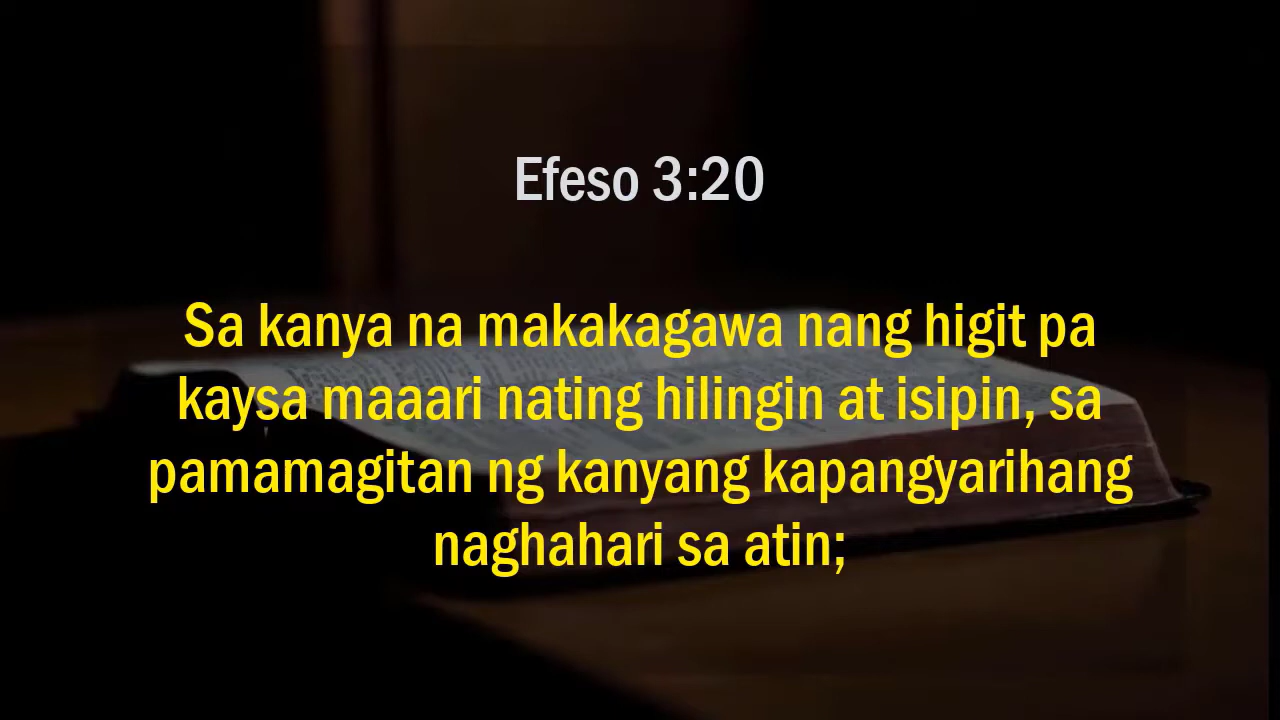 Efeso 3:20
Sa kanya na makakagawa nang higit pa
kaysa maaari nating hilingin at isipin, sa
pamamagitan ng kanyang kapangyarihang
naghahari sa atin;